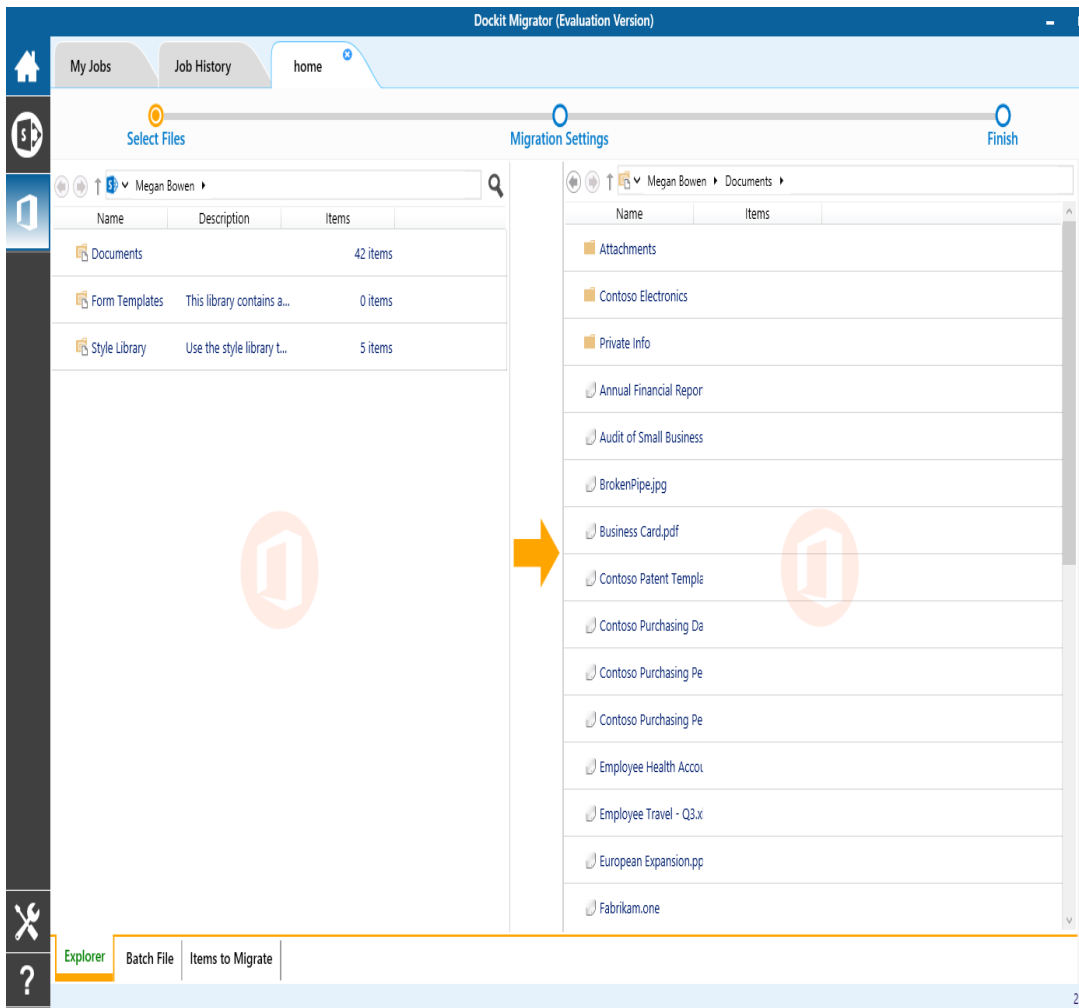 Dockit Migrator (Evaluation Version)
My Jobs
Job History
home
Select Files
Migration Settings
Finish
Megan Bowen
Name Description Items
Documents 42 items
Form Templates This library contains a... 0 items
Style Library Use the style library t... 5 items
Megan Bowen Documents
Name Items
Attachments
Contoso Electronics
Private Info
Annual Financial Repor
Audit of Small Business
BrokenPipe.jpg
Business Card.pdf
Contoso Patent Templa
Contoso Purchasing Da
Contoso Purchasing Pe
Contoso Purchasing Pe
Employee Health Accou
Employee Travel - Q3.x
European Expansion.pp
Fabrikam.one
Explorer
Batch File
Items to Migrate
?
2